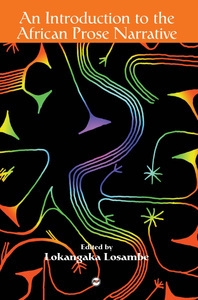 An Introduction to the
African Prose Narrative
Edited by
Lokangaka Losambe